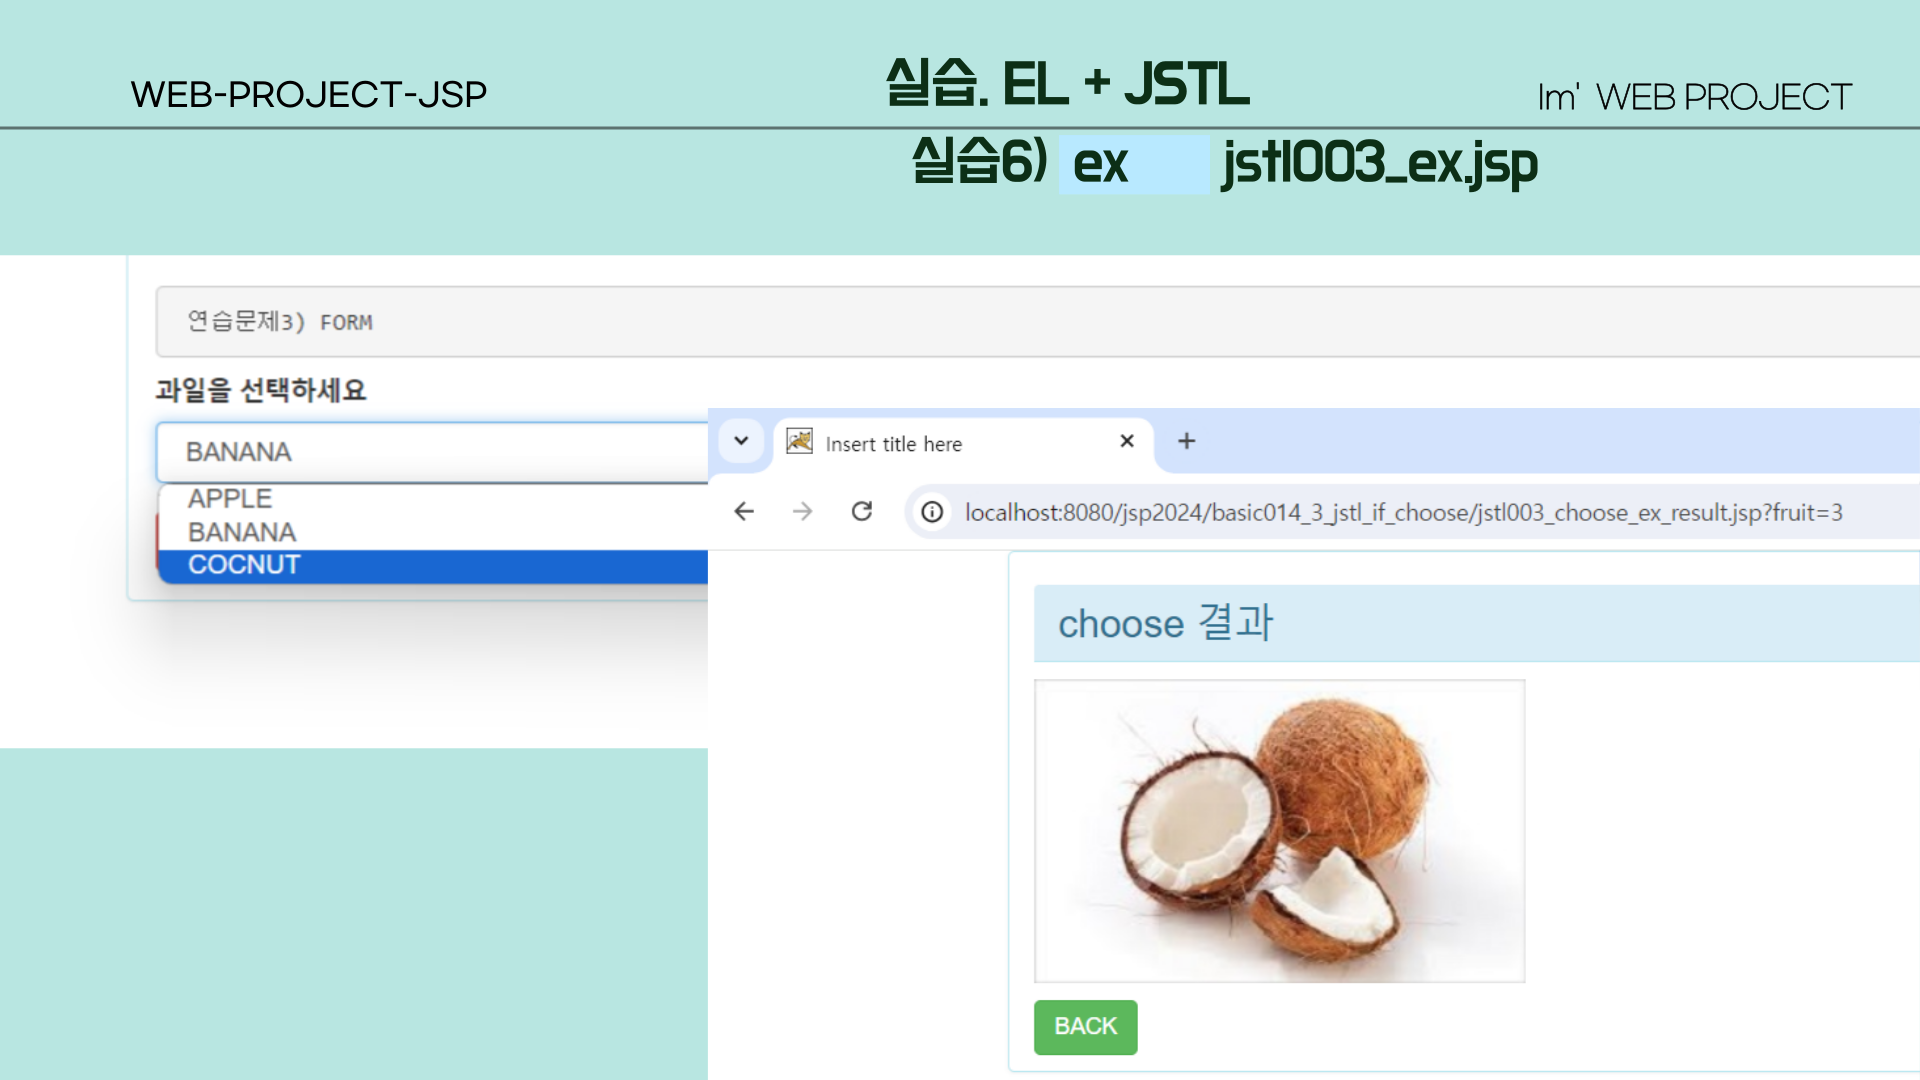 WEB-PROJECT-JSP
실습. EL + JSTL
Im' WEB PROJECT
실습6) ex jstl003_ex.jsp
연습문제3) FORM
과일을 선택하세요
BANANA
APPLE
BANANA
COCNUT
Insert title here
localhost:8080/jsp2024/basic014_3_jstl_if_choose/jstl003_choose_ex_result.jsp?fruit=3
choose 결과
BACK